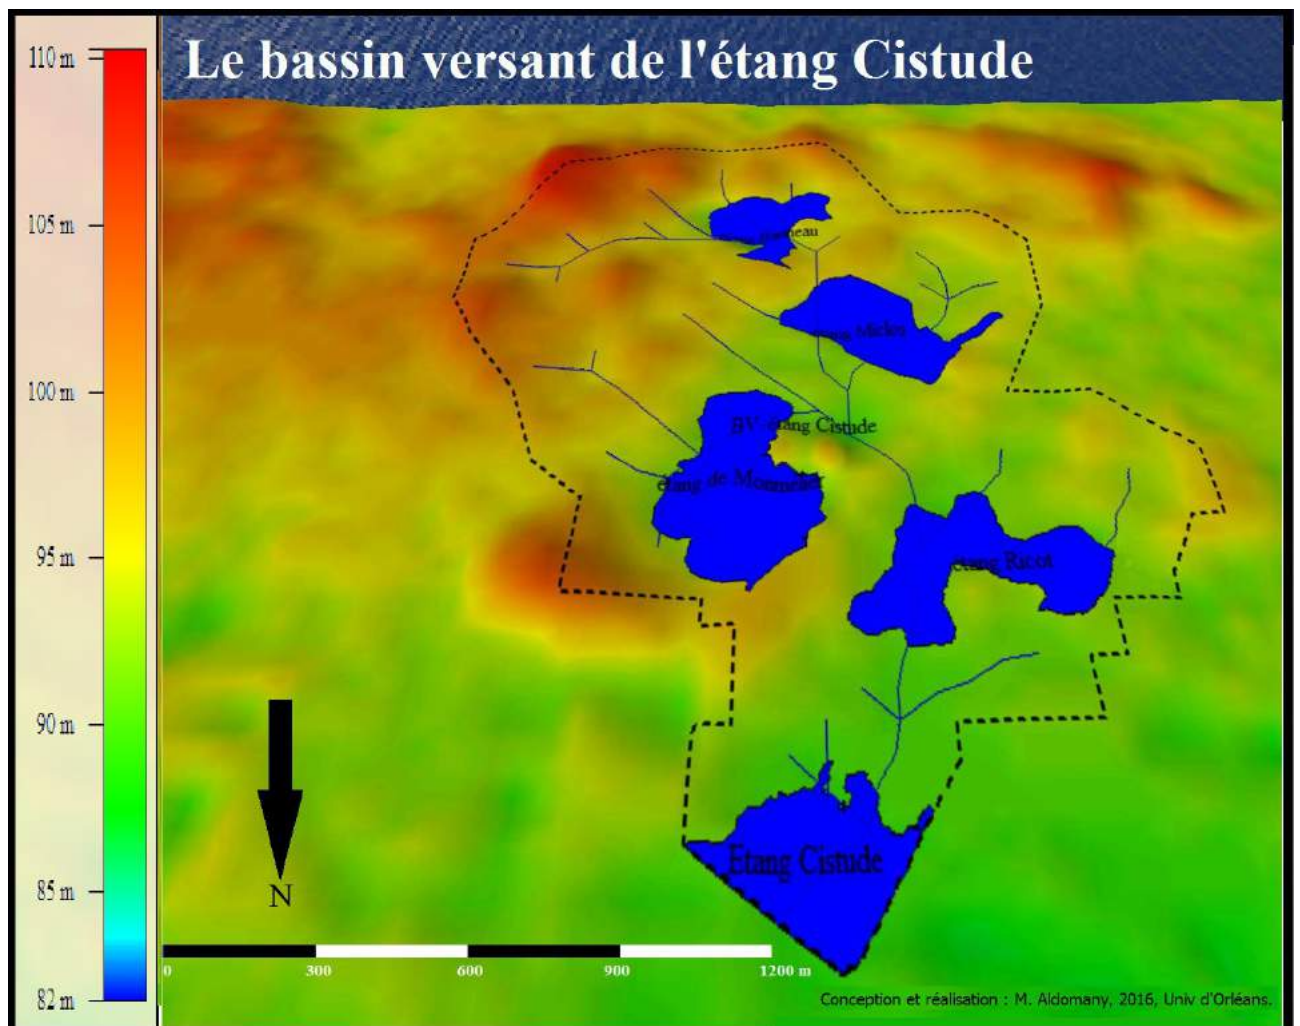 Le bassin versant de l'étang Cistude
110 m
105 m
100 m
95 m
90 m
85 m
82 m
BV étang Cistude
étang de
étang Ricot
Etang Cistude
N
0 300 600 900 1200 m
Conception et réalisation : M. Aldomany, 2016, Univ d'Orléans.